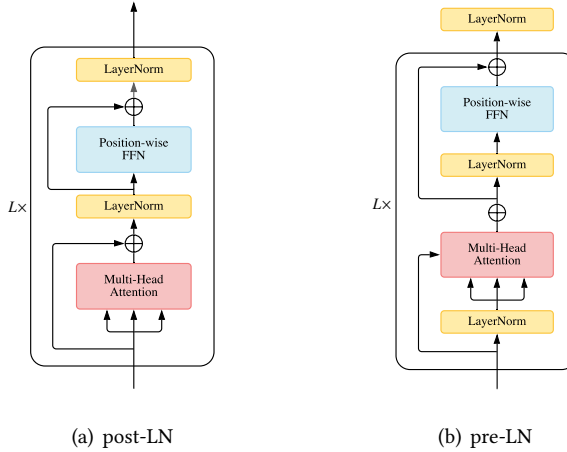 LayerNorm
Position-wise
FFN
LayerNorm
L×
Multi-Head
Attention
(a) post-LN
LayerNorm
Position-wise
FFN
LayerNorm
L×
Multi-Head
Attention
LayerNorm
(b) pre-LN